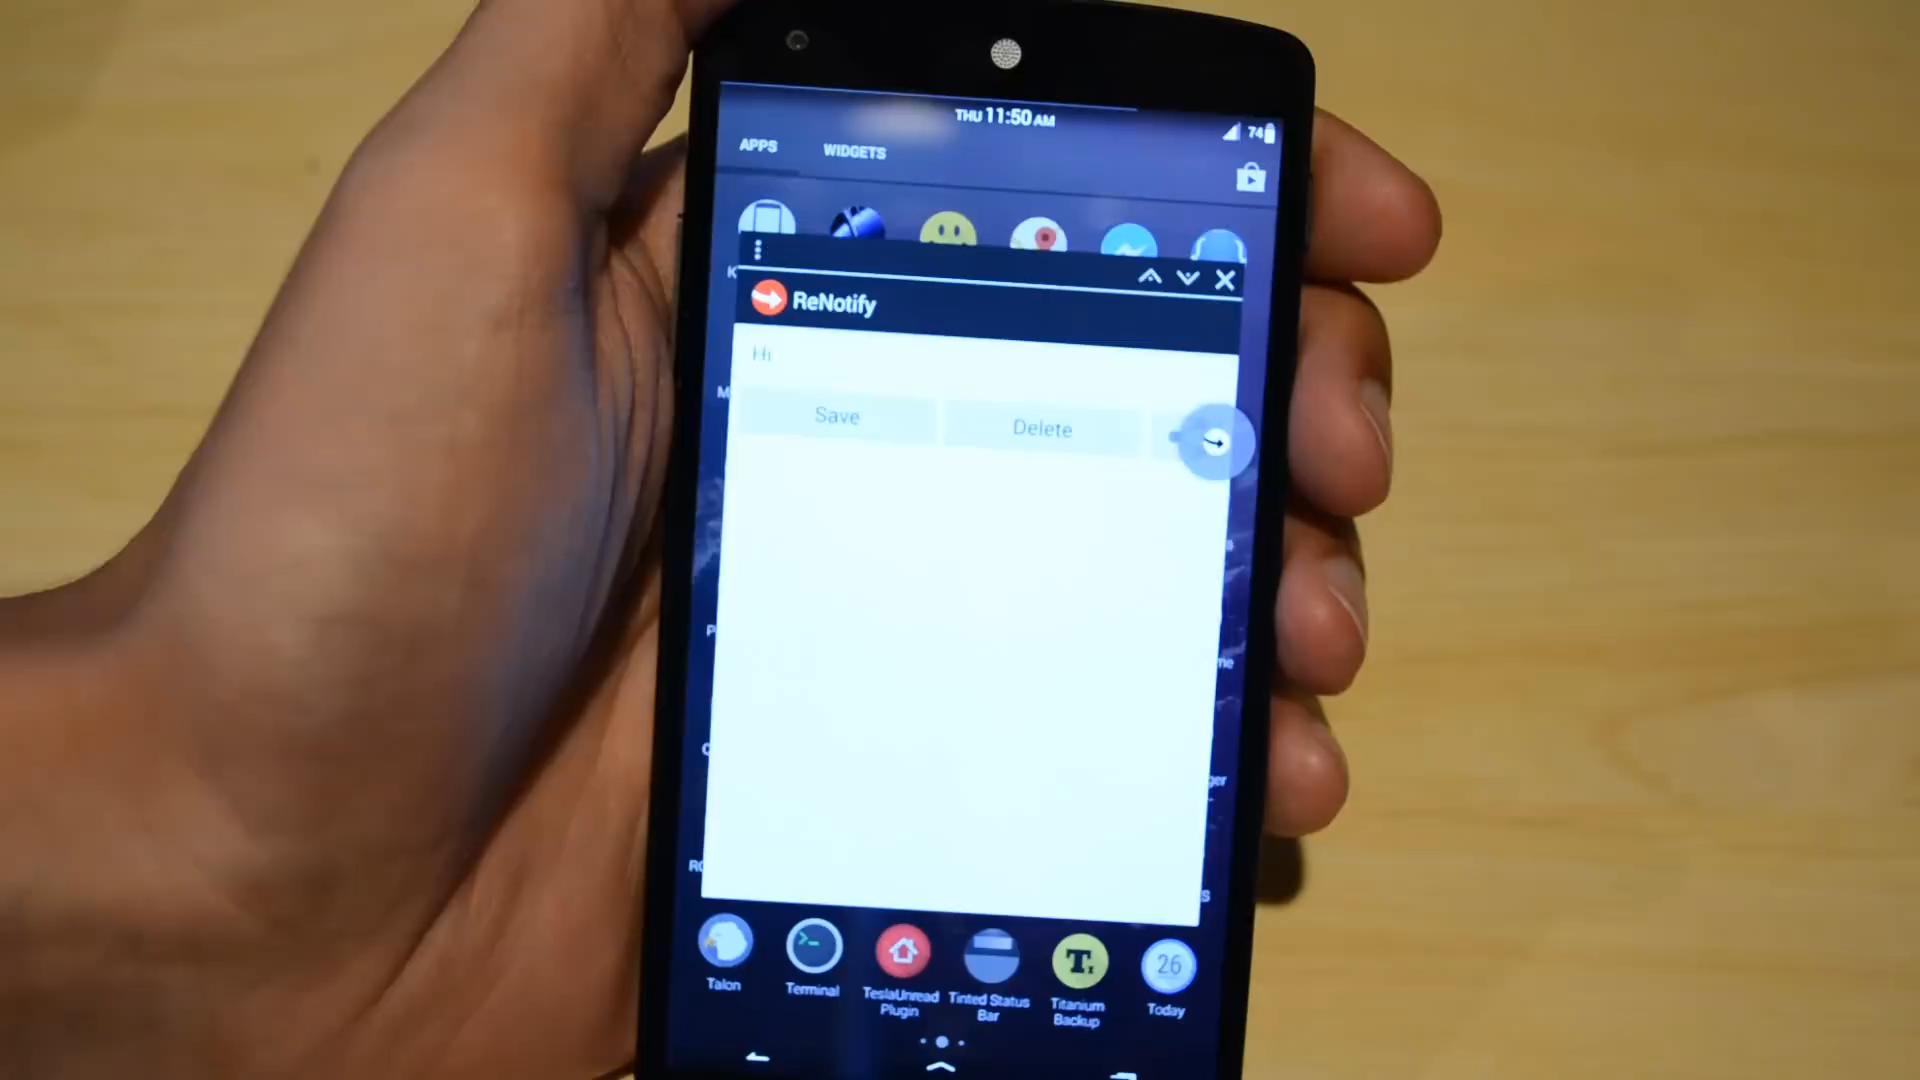 THU 11:50 AM
74
APPS WIDGETS
ReNotify
Hi
Save Delete
Talon Terminal TeslaUnread Plugin Tinted Status Bar Titanium Backup Today
>_
T
26